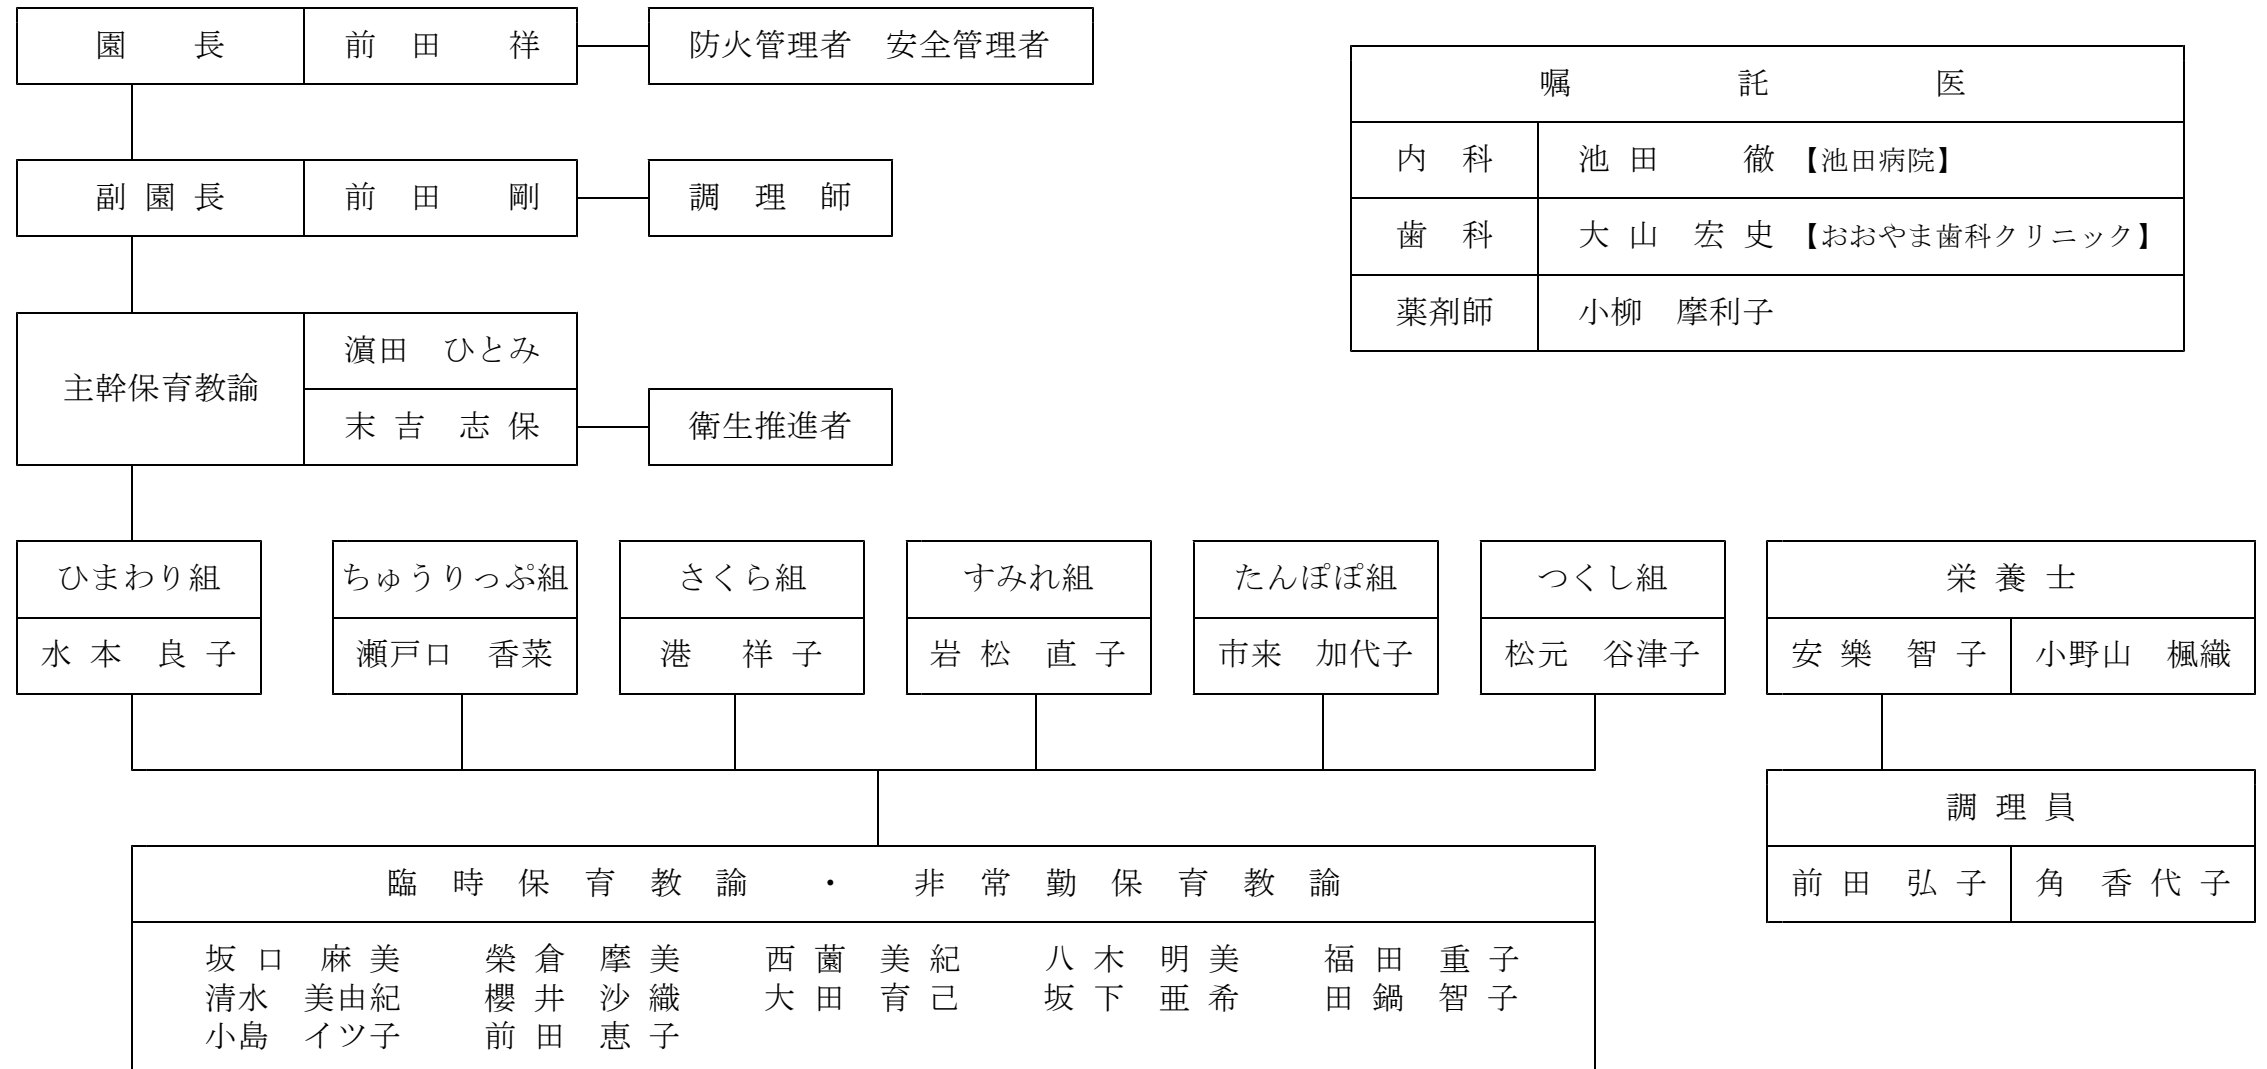 園長 前田 祥 防火管理者 安全管理者
嘱託医
内科 池田 徹 【池田病院】
副園長 前田 剛 調理師
歯科 大山 宏史 【おおやま歯科クリニック】
薬剤師 小柳 摩利子
主幹保育教諭
濵田 ひとみ
末吉 志保 衛生推進者
ひまわり組 ちゅうりっぷ組 さくら組 すみれ組 たんぽぽ組 つくし組 栄養士
水本 良子 瀬戸口 香菜 港 祥子 岩松 直子 市来 加代子 松元 谷津子 安樂 智子 小野山 楓織
調理員
臨時保育教諭 ・ 非常勤保育教諭
前田 弘子 角 香代子
坂口 麻美 榮倉 摩美 西薗 美紀 八木 明美 福田 重子
清水 美由紀 櫻井 沙織 大田 育己 坂下 亜希 田鍋 智子
小島 イツ子 前田 恵子